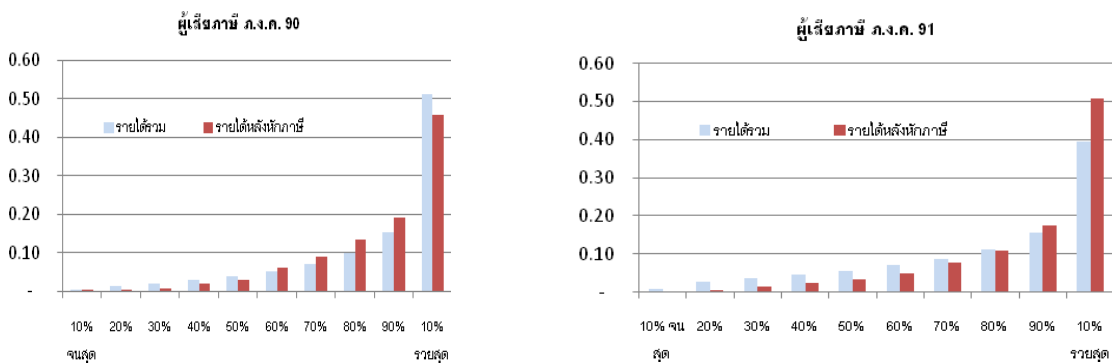 ผู้เสียภาษี ภ.ง.ด. 90
0.60
0.50
0.40
0.30
0.20
0.10
-
รายได้รวม
รายได้หลังหักภาษี
10% 20% 30% 40% 50% 60% 70% 80% 90% 10%
จนสุด รวยสุด
ผู้เสียภาษี ภ.ง.ด. 91
0.60
0.50
0.40
0.30
0.20
0.10
-
รายได้รวม
รายได้หลังหักภาษี
10% จน 20% 30% 40% 50% 60% 70% 80% 90% 10%
สุด รวยสุด